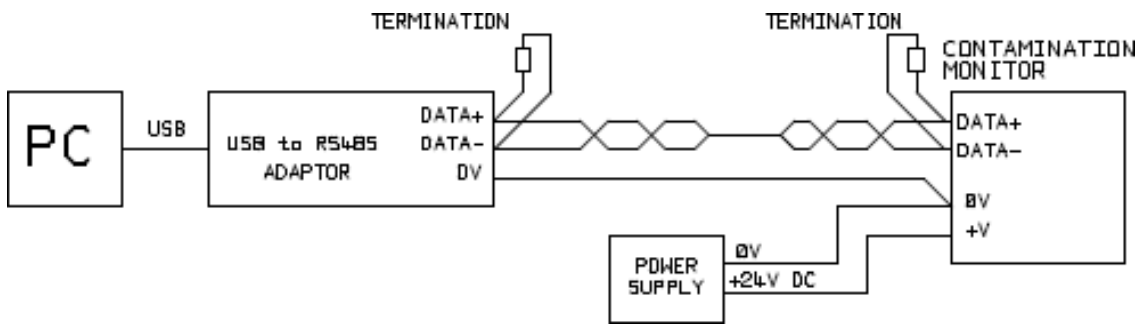 TERMINATION
TERMINATION
CONTAMINATION
MONITOR
PC
USB
USB to RS485
ADAPTOR
DATA+
DATA-
0V
DATA+
DATA-
0V
+V
POWER
SUPPLY
0V
+24V DC